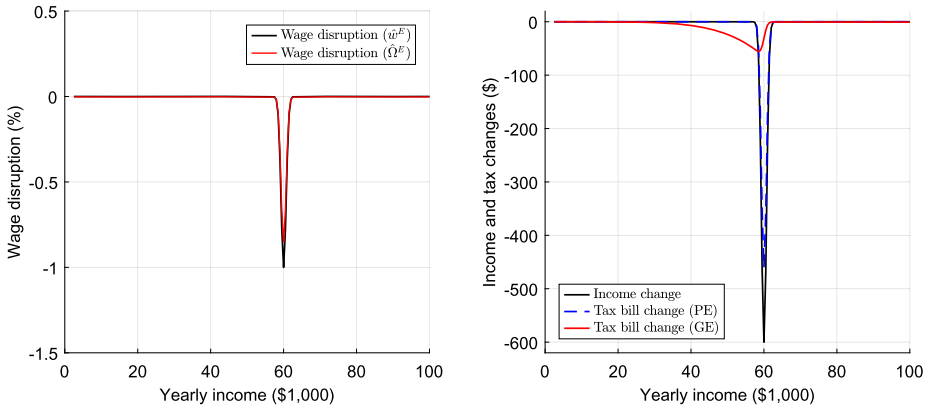 0.5
0
-0.5
-1
-1.5
Wage disruption (%)
Wage disruption (ŵᴱ)
Wage disruption (Ω̂ᴱ)
0 20 40 60 80 100
Yearly income ($1,000)
0
-100
-200
-300
-400
-500
-600
Income and tax changes ($)
Income change
Tax bill change (PE)
Tax bill change (GE)
0 20 40 60 80 100
Yearly income ($1,000)